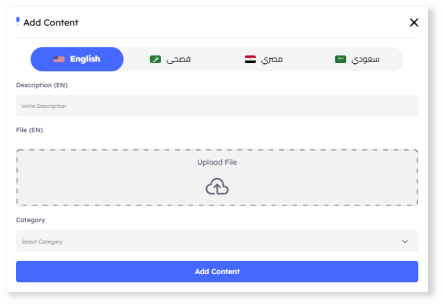 Add Content
English
فصحى
مصري
سعودي
Description (EN)
Write Description
File (EN)
Upload File
Category
Select Category
Add Content